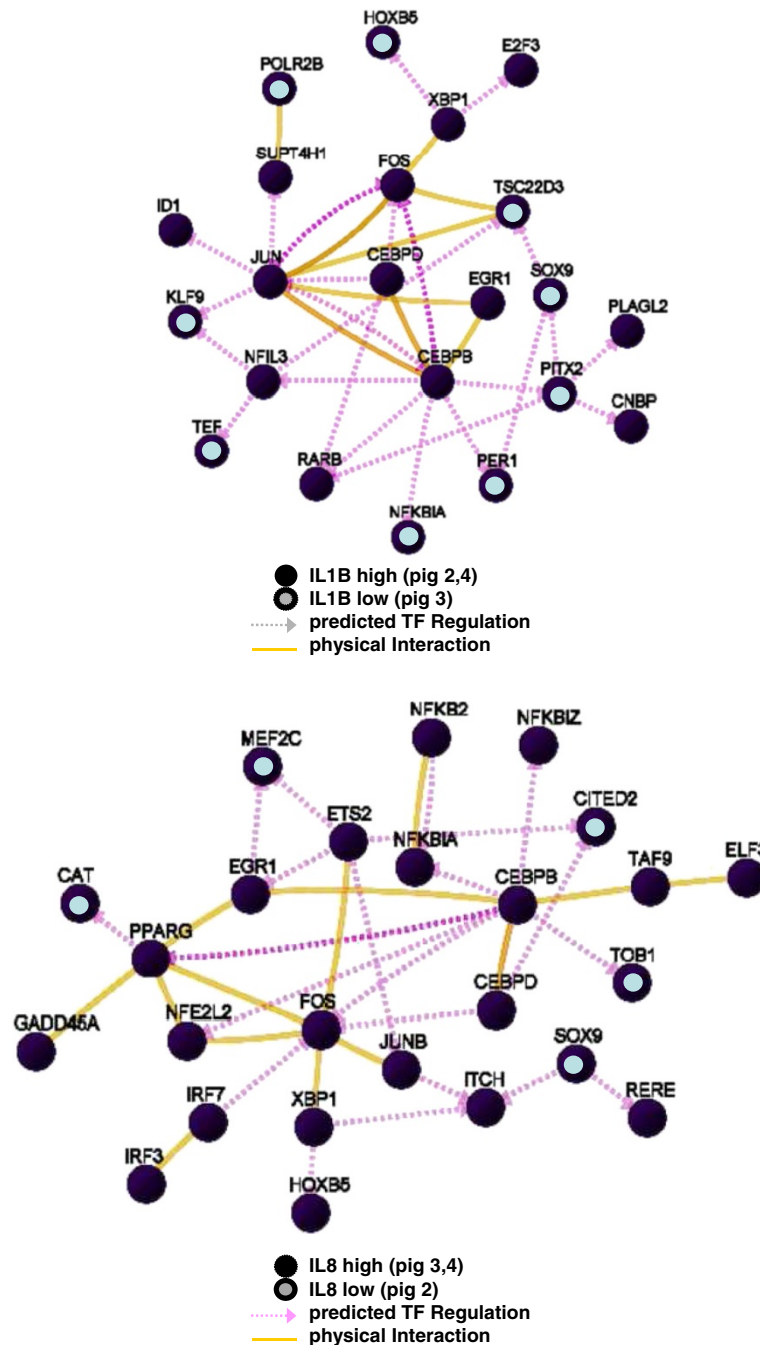 HOXB5
E2F3
POLR2B
XBP1
SUPT4H1
FOS
TSC22D3
ID1
JUN
CEBPD
EGR1
SOX9
KLF9
PLAGL2
NFIL3
CEBPB
PITX2
CNBP
TEF
RARB
PER1
NFKBIA
IL1B high (pig 2,4)
IL1B low (pig 3)
predicted TF Regulation
physical Interaction
NFKB2
NFKBIZ
MEF2C
ETS2
CITED2
NFKBIA
EGR1
CEBPB
TAF9
ELF3
CAT
PPARG
TOB1
CEBPD
GADD45A
NFE2L2
FOS
JUNB
SOX9
ITCH
RERE
IRF7
XBP1
IRF3
HOXB5
IL8 high (pig 3,4)
IL8 low (pig 2)
predicted TF Regulation
physical Interaction